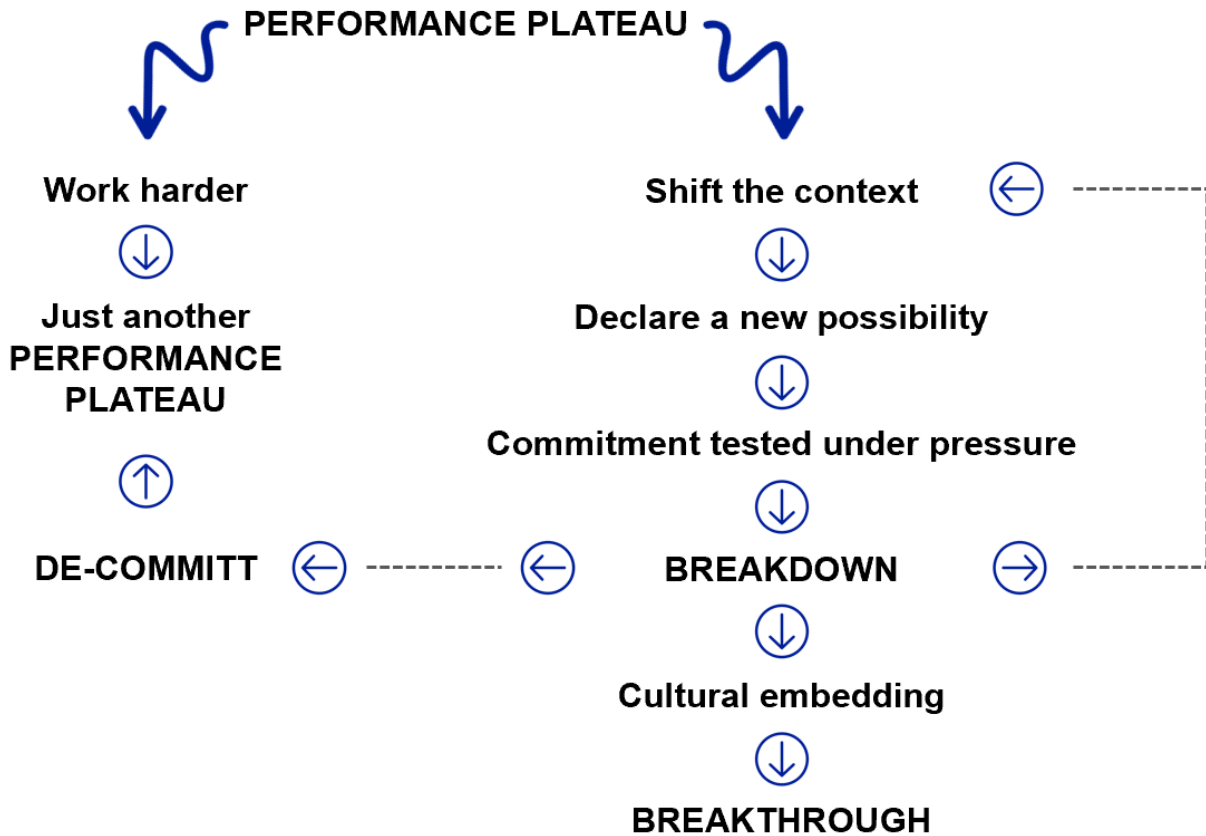 PERFORMANCE PLATEAU
Work harder
Just another
PERFORMANCE
PLATEAU
DE-COMMITT
Shift the context
Declare a new possibility
Commitment tested under pressure
BREAKDOWN
Cultural embedding
BREAKTHROUGH